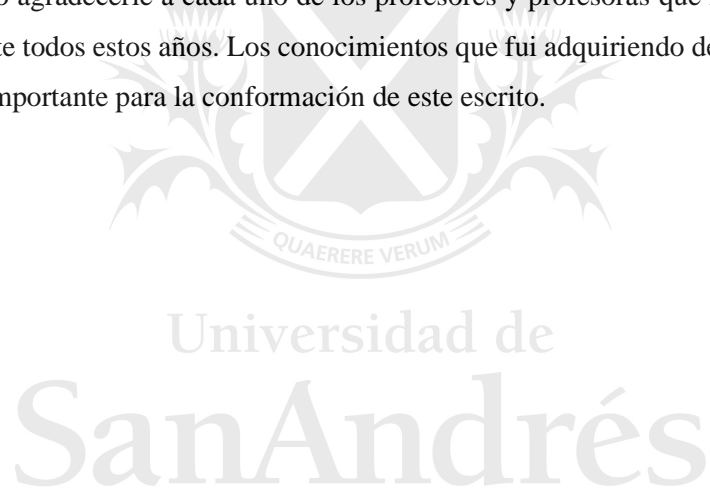 agradecerle a cada uno de los profesores y profesoras que
te todos estos años. Los conocimientos que fui adquiriendo de
mportante para la conformación de este escrito.
QUAERERE VERUM
Universidad de
SanAndrés